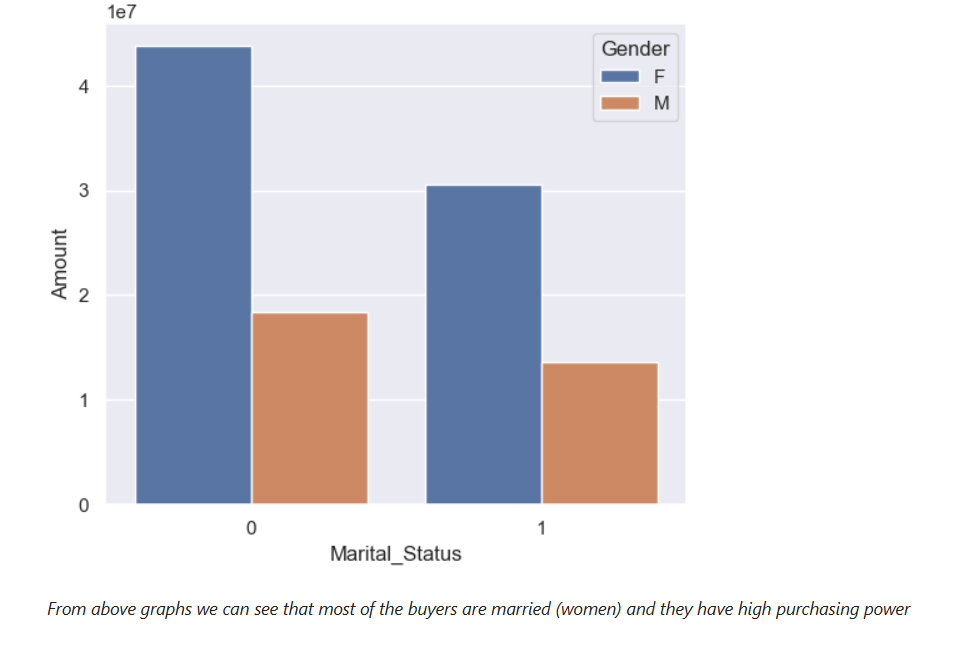 1e7
Gender
F
M
4
3
2
1
0
Amount
0
1
Marital_Status
From above graphs we can see that most of the buyers are married (women) and they have high purchasing power